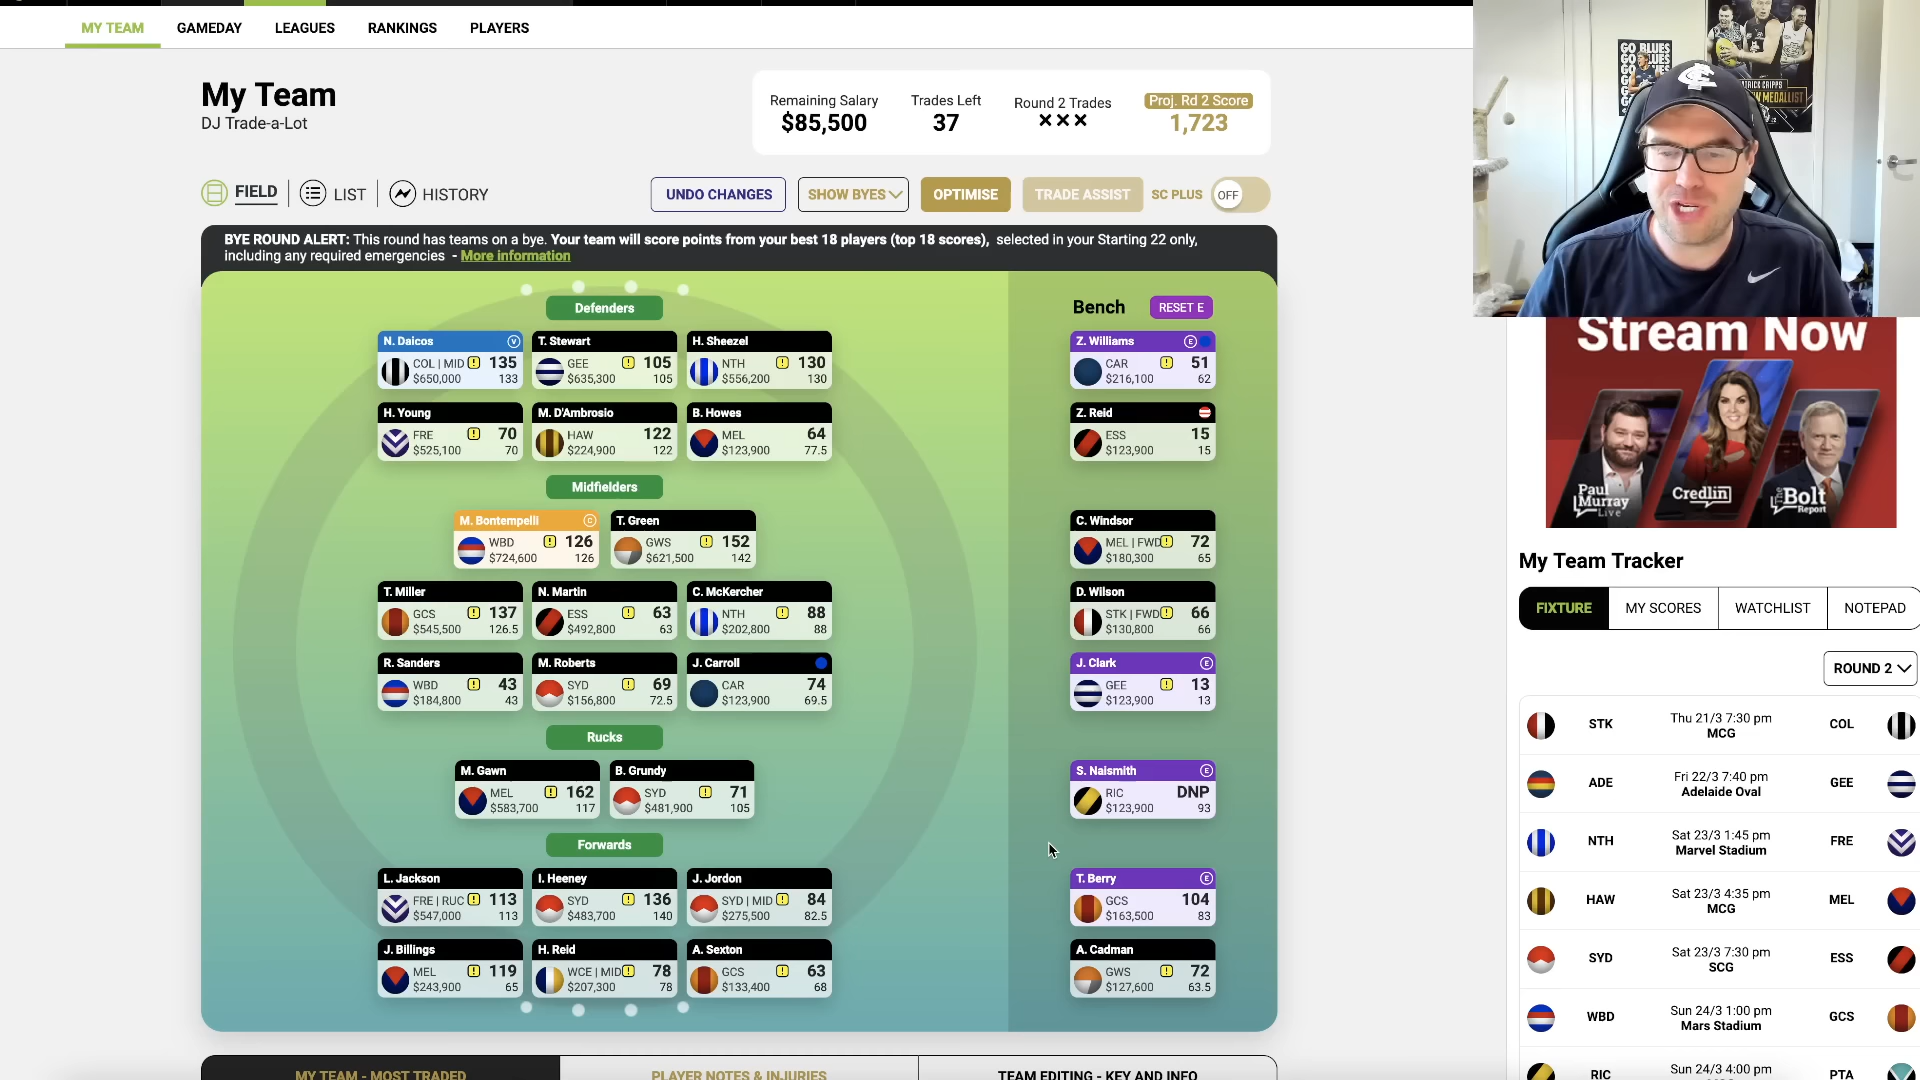 MY TEAM
GAMEDAY
LEAGUES
RANKINGS
PLAYERS
My Team
DJ Trade-a-Lot
Remaining Salary
$85,500
Trades Left
37
Round 2 Trades
Proj. Rd 2 Score
1,723
FIELD
LIST
HISTORY
UNDO CHANGES
SHOW BYES
OPTIMISE
TRADE ASSIST
SC PLUS
OFF
BYE ROUND ALERT: This round has teams on a bye. Your team will score points from your best 18 players (top 18 scores), selected in your Starting 22 only,
including any required emergencies - More information
Defenders
N. Daicos V
COL | MID ! 135
$650,000 133
T. Stewart
GEE ! 105
$635,300 105
H. Sheezel
NTH ! 130
$556,200 130
H. Young
FRE ! 70
$525,100 70
M. D'Ambrosio
HAW 122
$224,900 122
B. Howes
MEL 64
$123,900 77.5
Midfielders
M. Bontempelli C
WBD ! 126
$724,600 126
T. Green
GWS ! 152
$621,500 142
T. Miller
GCS ! 137
$545,500 126.5
N. Martin
ESS ! 63
$492,800 63
C. McKercher
NTH ! 88
$202,800 88
R. Sanders
WBD ! 43
$184,800 43
M. Roberts
SYD ! 69
$156,800 72.5
J. Carroll
CAR 74
$123,900 69.5
Rucks
M. Gawn
MEL ! 162
$583,700 117
B. Grundy
SYD ! 71
$481,900 105
Forwards
L. Jackson
FRE | RUC ! 113
$547,000 113
I. Heeney
SYD ! 136
$483,700 140
J. Jordon
SYD | MID ! 84
$275,500 82.5
J. Billings
MEL ! 119
$243,900 65
H. Reid
WCE | MID ! 78
$207,300 78
A. Sexton
GCS ! 63
$133,400 68
Bench
RESET E
Z. Williams E
CAR ! 51
$216,100 62
Z. Reid
ESS 15
$123,900 15
C. Windsor
MEL | FWD ! 72
$180,300 65
D. Wilson
STK | FWD ! 66
$130,800 66
J. Clark E
GEE ! 13
$123,900 13
S. Naismith E
RIC DNP
$123,900 93
T. Berry E
GCS 104
$163,500 83
A. Cadman
GWS ! 72
$127,600 63.5
MY TEAM - MOST TRADED
PLAYER NOTES & INJURIES
TEAM EDITING - KEY AND INFO
GO BLUES
MEDALLIST
Stream Now
Paul
Murray
Live
Credlin
The
Bolt
Report
My Team Tracker
FIXTURE
MY SCORES
WATCHLIST
NOTEPAD
ROUND 2
STK
Thu 21/3 7:30 pm
MCG
COL
ADE
Fri 22/3 7:40 pm
Adelaide Oval
GEE
NTH
Sat 23/3 1:45 pm
Marvel Stadium
FRE
HAW
Sat 23/3 4:35 pm
MCG
MEL
SYD
Sat 23/3 7:30 pm
SCG
ESS
WBD
Sun 24/3 1:00 pm
Mars Stadium
GCS
RIC
Sun 24/3 4:00 pm
PTA